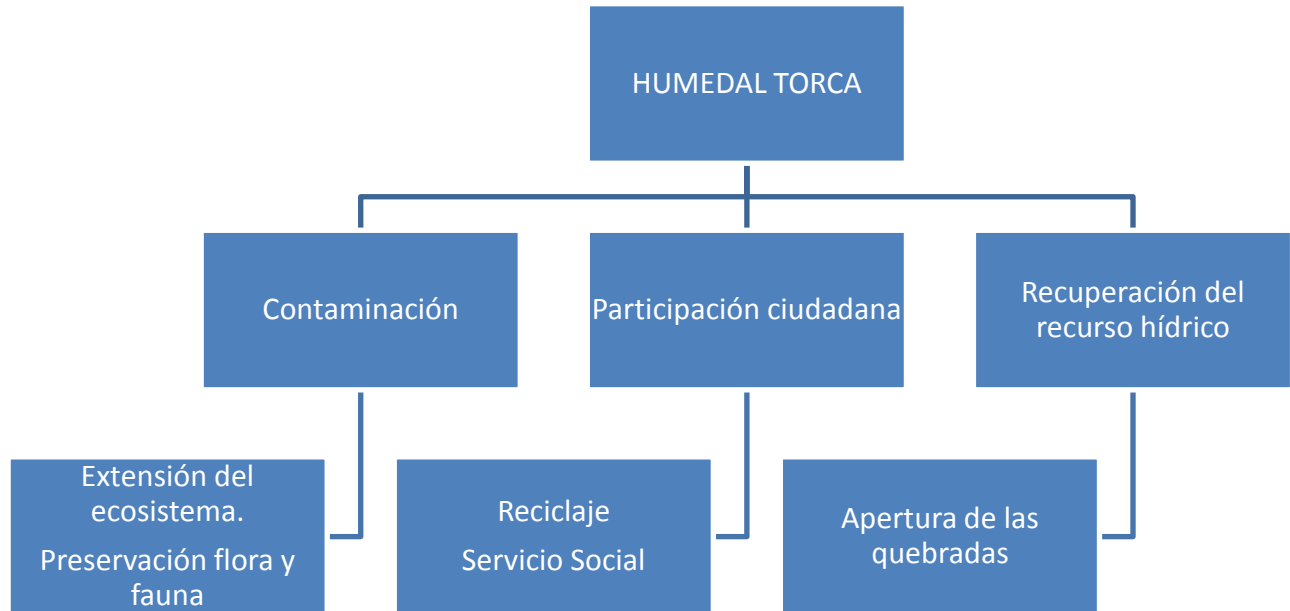 HUMEDAL TORCA
Contaminación
Participación ciudadana
Recuperación del
recurso hídrico
Extensión del
ecosistema.
Preservación flora y
fauna
Reciclaje
Servicio Social
Apertura de las
quebradas